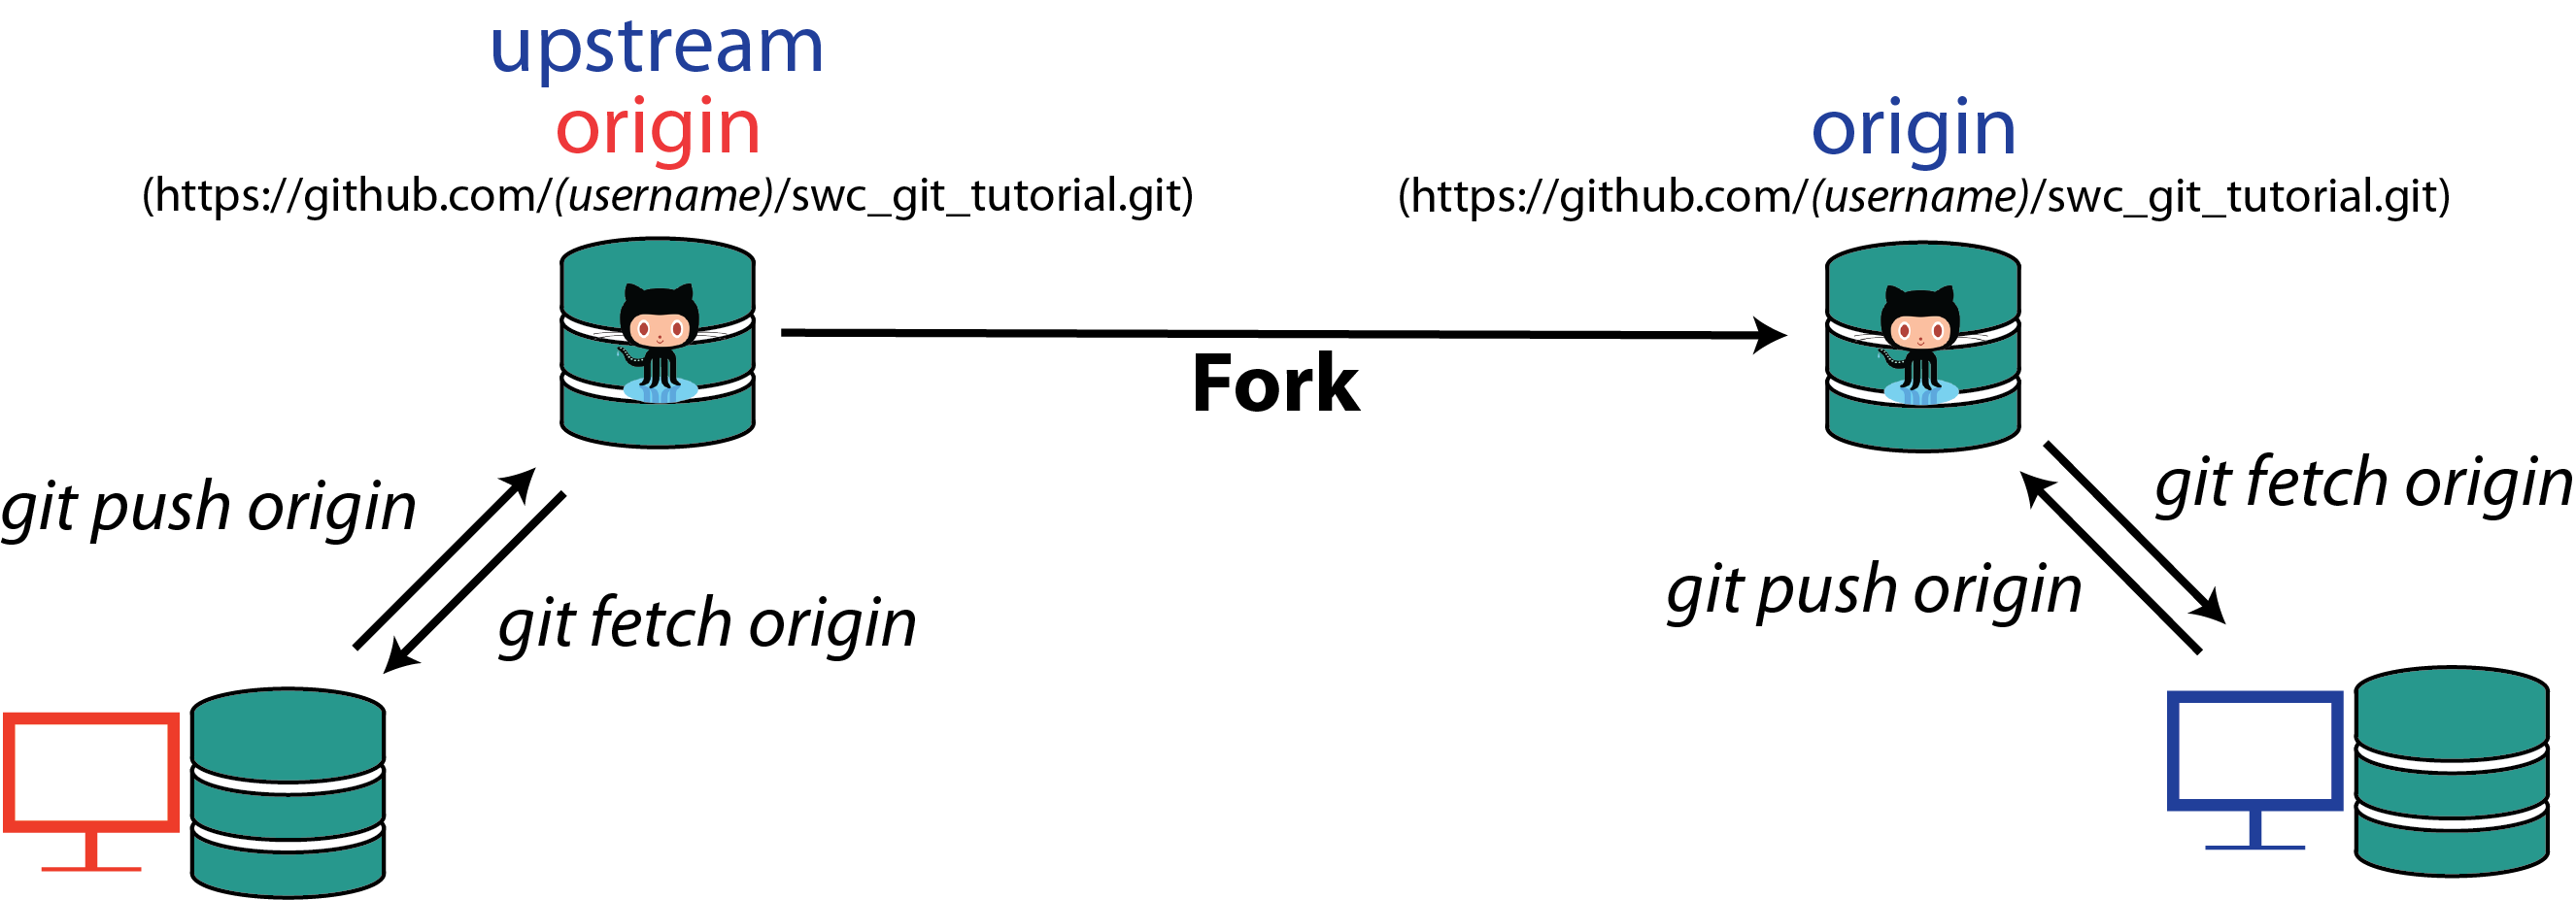 upstream
origin
(https://github.com/(username)/swc_git_tutorial.git)
origin
(https://github.com/(username)/swc_git_tutorial.git)
Fork
git push origin
git fetch origin
git fetch origin
git push origin